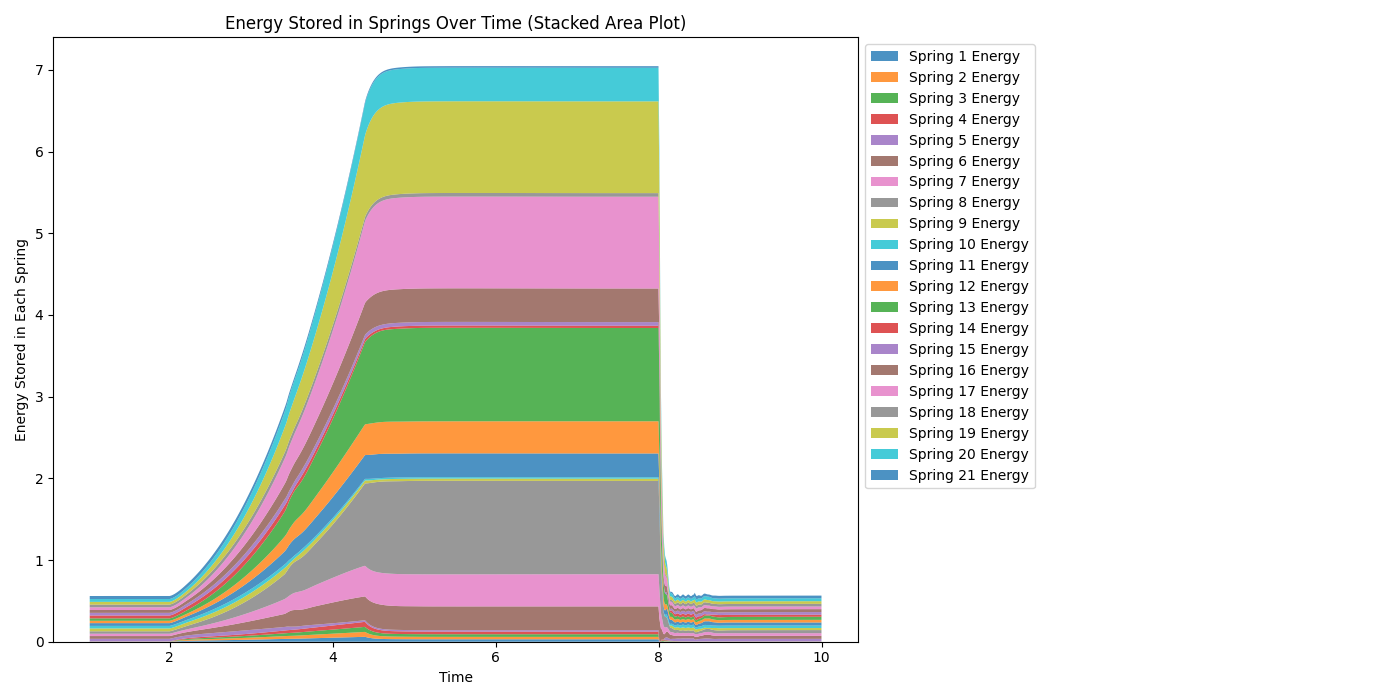 Energy Stored in Springs Over Time (Stacked Area Plot)
Energy Stored in Each Spring
7
6
5
4
3
2
1
0
2
4
6
8
10
Time
Spring 1 Energy
Spring 2 Energy
Spring 3 Energy
Spring 4 Energy
Spring 5 Energy
Spring 6 Energy
Spring 7 Energy
Spring 8 Energy
Spring 9 Energy
Spring 10 Energy
Spring 11 Energy
Spring 12 Energy
Spring 13 Energy
Spring 14 Energy
Spring 15 Energy
Spring 16 Energy
Spring 17 Energy
Spring 18 Energy
Spring 19 Energy
Spring 20 Energy
Spring 21 Energy